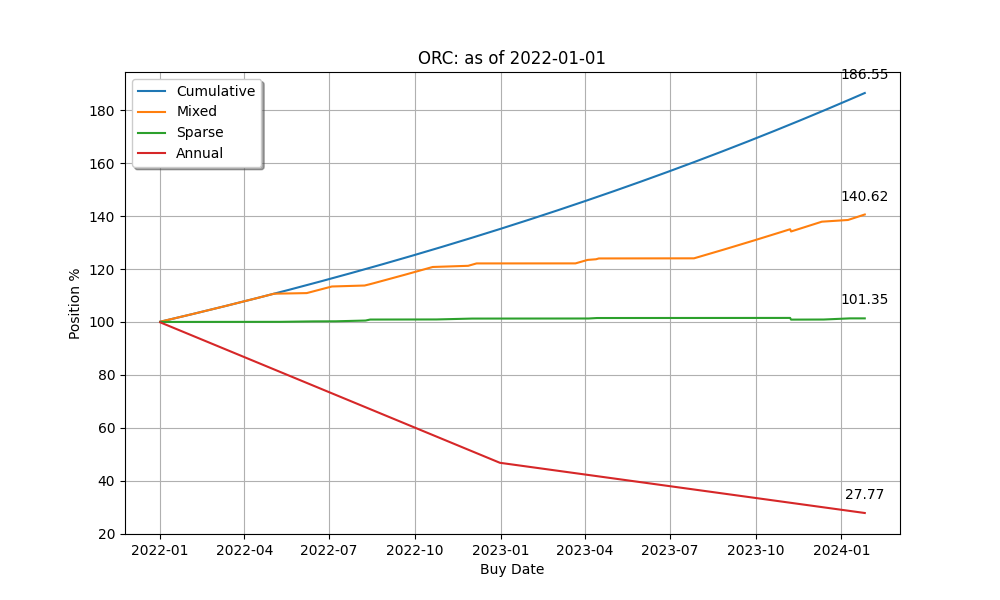 ORC: as of 2022-01-01
186.55
Cumulative
Mixed
Sparse
Annual
140.62
101.35
27.77
Position %
180
160
140
120
100
80
60
40
20
2022-01 2022-04 2022-07 2022-10 2023-01 2023-04 2023-07 2023-10 2024-01
Buy Date